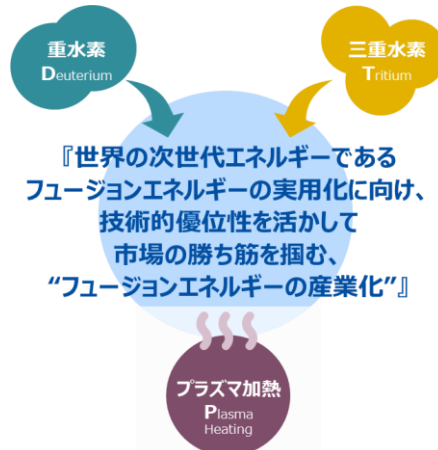 重水素
Deuterium
三重水素
Tritium
『世界の次世代エネルギーである
フュージョンエネルギーの実用化に向け、
技術的優位性を活かして
市場の勝ち筋を掴む、
“フュージョンエネルギーの産業化”』
プラズマ加熱
Plasma
Heating